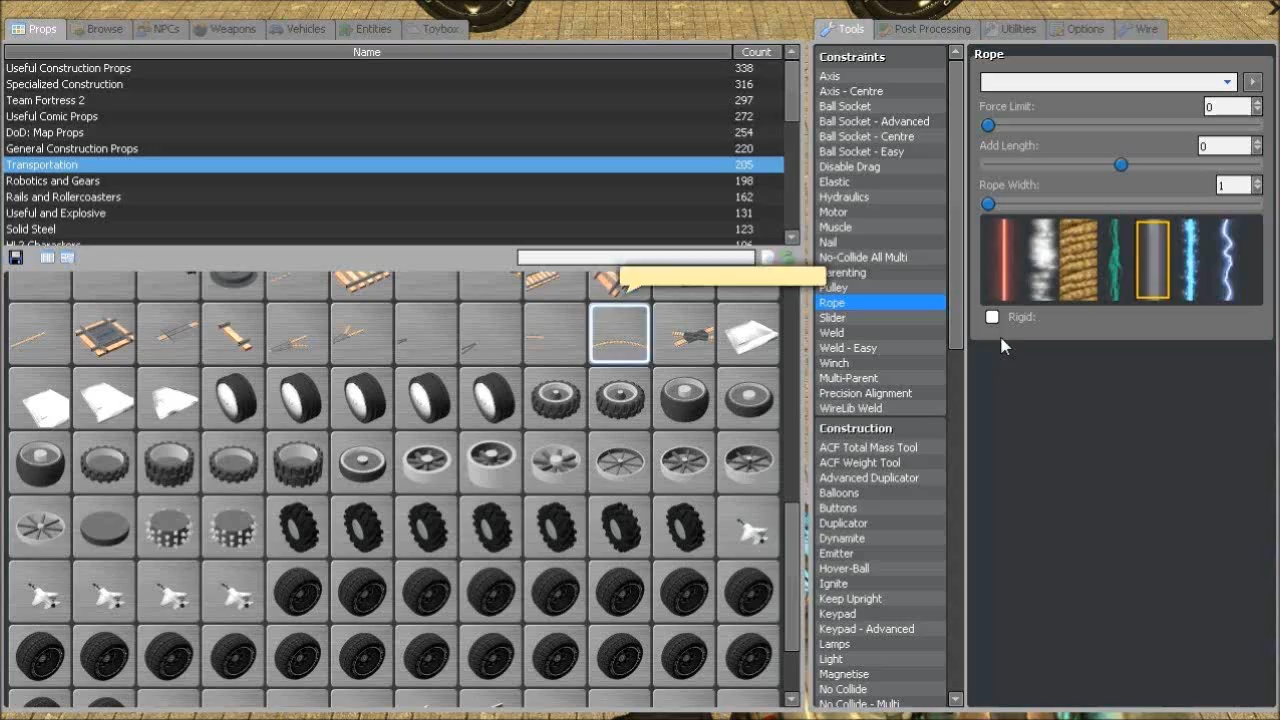 Props Browse NPCs Weapons Vehicles Entities Toybox
Name Count
Useful Construction Props 338
Specialized Construction 316
Team Fortress 2 297
Useful Comic Props 272
DoD: Map Props 254
General Construction Props 220
Transportation 205
Robotics and Gears 198
Rails and Rollercoasters 162
Useful and Explosive 131
Solid Steel 123
HL2 Characters 106
Tools Post Processing Utilities Options Wire
Constraints
Axis
Axis - Centre
Ball Socket
Ball Socket - Advanced
Ball Socket - Centre
Ball Socket - Easy
Disable Drag
Elastic
Hydraulics
Motor
Muscle
Nail
No-Collide All Multi
arenting
Pulley
Rope
Slider
Weld
Weld - Easy
Winch
Multi-Parent
Precision Alignment
WireLib Weld
Construction
ACF Total Mass Tool
ACF Weight Tool
Advanced Duplicator
Balloons
Buttons
Duplicator
Dynamite
Emitter
Hover-Ball
Ignite
Keep Upright
Keypad
Keypad - Advanced
Lamps
Light
Magnetise
No Collide
No Collide - Multi
Rope
Force Limit: 0
Add Length: 0
Rope Width: 1
Rigid: